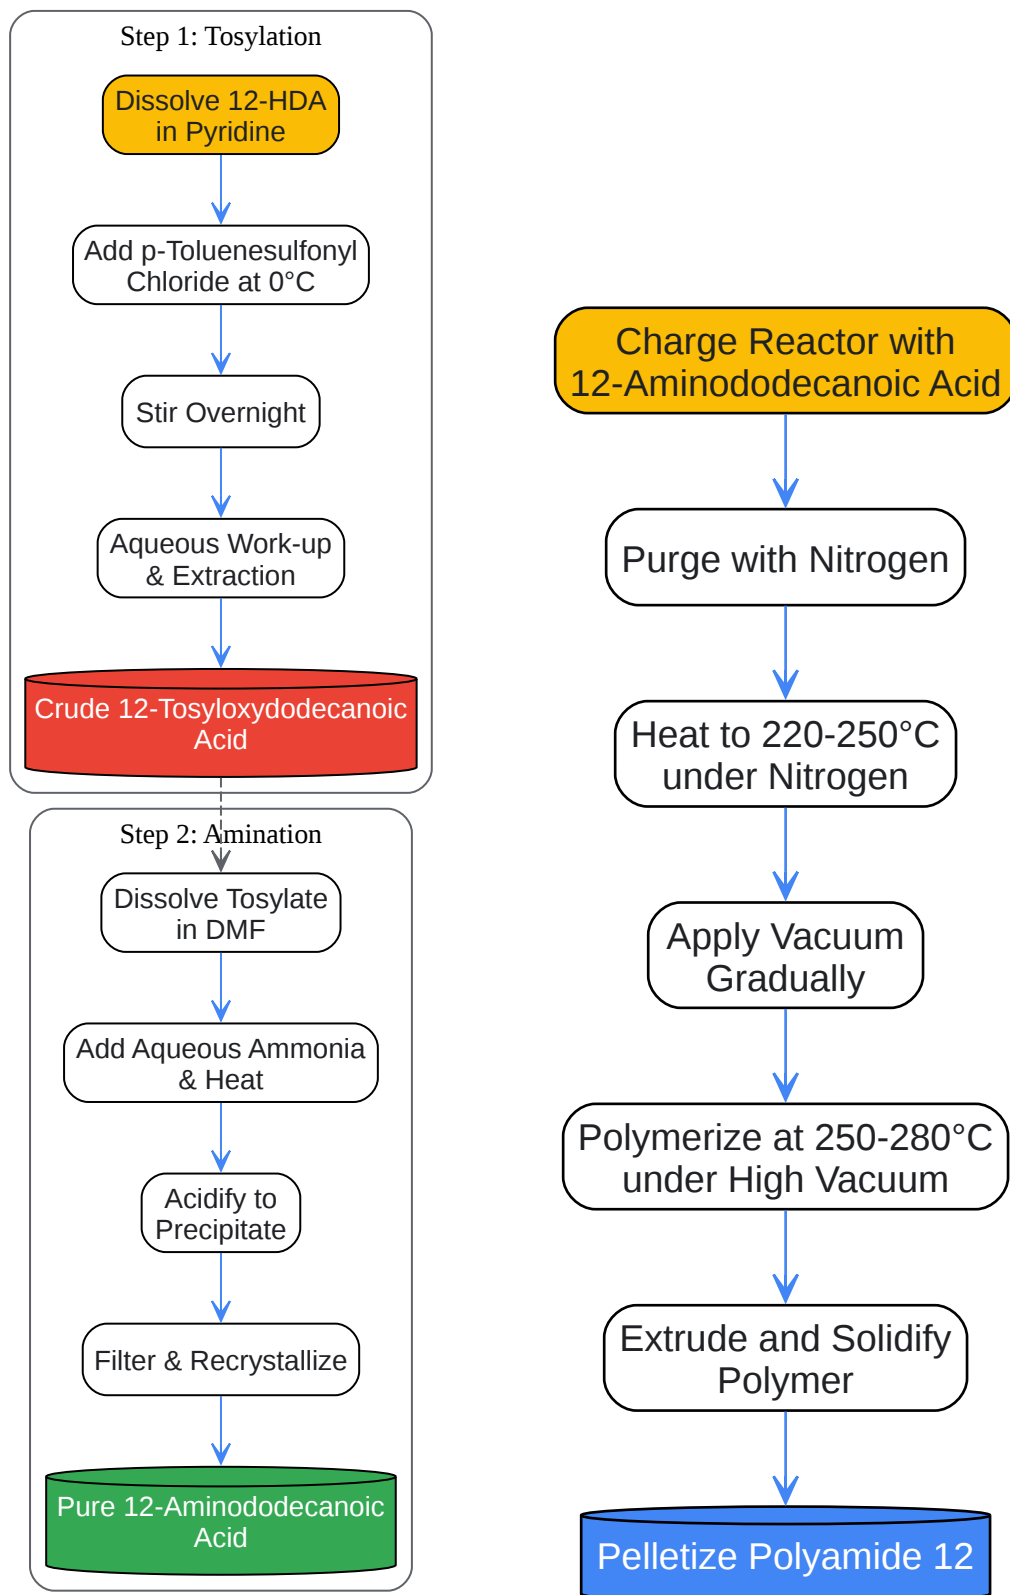 Step 1: Tosylation
Dissolve 12-HDA
in Pyridine
Add p-Toluenesulfonyl
Chloride at 0°C
Stir Overnight
Aqueous Work-up
& Extraction
Crude 12-Tosyloxydodecanoic
Acid
Step 2: Amination
Dissolve Tosylate
in DMF
Add Aqueous Ammonia
& Heat
Acidify to
Precipitate
Filter & Recrystallize
Pure 12-Aminododecanoic
Acid
Charge Reactor with
12-Aminododecanoic Acid
Purge with Nitrogen
Heat to 220-250°C
under Nitrogen
Apply Vacuum
Gradually
Polymerize at 250-280°C
under High Vacuum
Extrude and Solidify
Polymer
Pelletize Polyamide 12